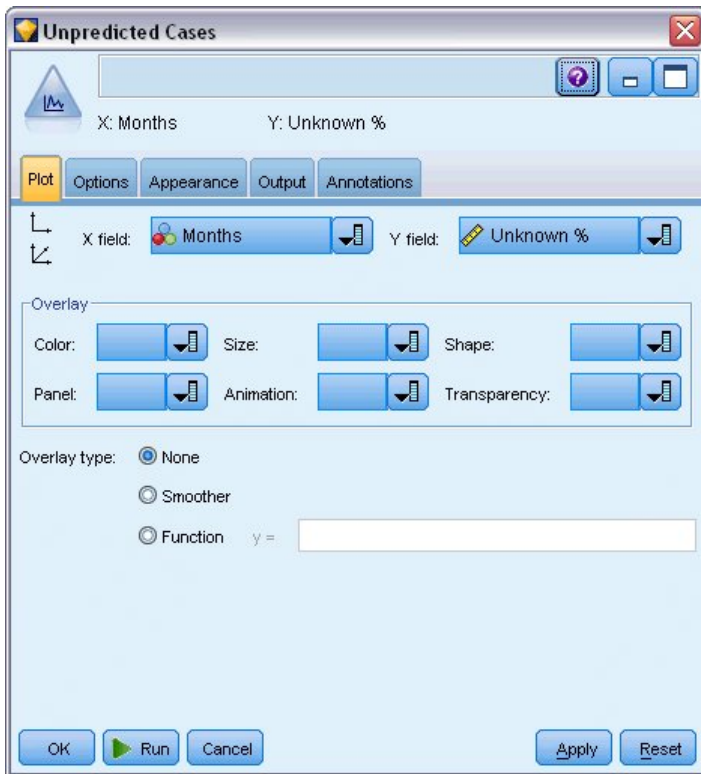 Unpredicted Cases
X: Months Y: Unknown %
Plot Options Appearance Output Annotations
X field: Months Y field: Unknown %
Overlay
Color: Size: Shape:
Panel: Animation: Transparency:
Overlay type: None
Smoother
Function y =
OK Run Cancel Apply Reset